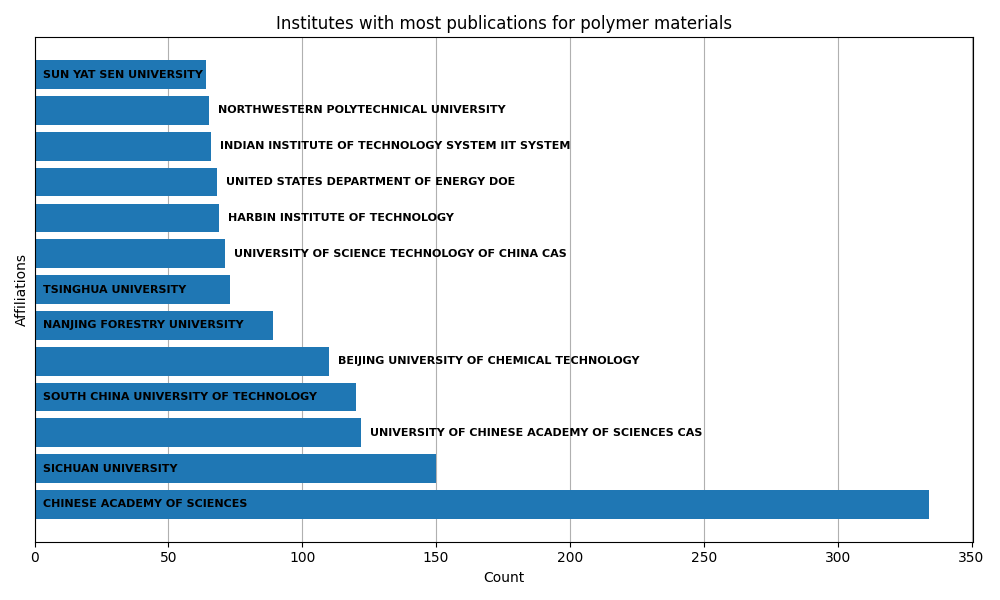 Institutes with most publications for polymer materials
SUN YAT SEN UNIVERSITY
NORTHWESTERN POLYTECHNICAL UNIVERSITY
INDIAN INSTITUTE OF TECHNOLOGY SYSTEM IIT SYSTEM
UNITED STATES DEPARTMENT OF ENERGY DOE
HARBIN INSTITUTE OF TECHNOLOGY
UNIVERSITY OF SCIENCE TECHNOLOGY OF CHINA CAS
TSINGHUA UNIVERSITY
NANJING FORESTRY UNIVERSITY
BEIJING UNIVERSITY OF CHEMICAL TECHNOLOGY
SOUTH CHINA UNIVERSITY OF TECHNOLOGY
UNIVERSITY OF CHINESE ACADEMY OF SCIENCES CAS
SICHUAN UNIVERSITY
CHINESE ACADEMY OF SCIENCES
Affiliations
0 50 100 150 200 250 300 350
Count